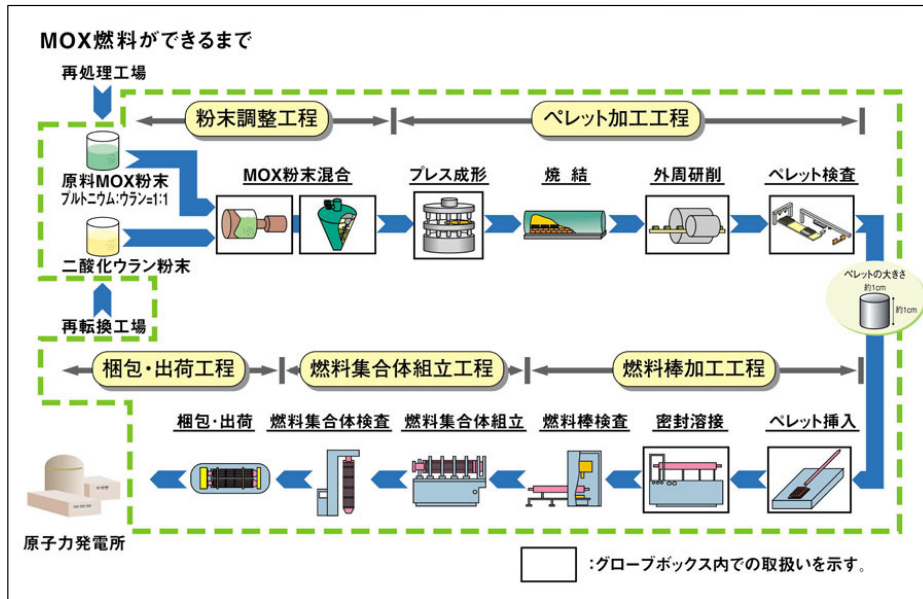 MOX燃料ができるまで
再処理工場
粉末調整工程
ペレット加工工程
原料MOX粉末
プルトニウム:ウラン=1:1
MOX粉末混合
プレス成形
焼 結
外周研削
ペレット検査
二酸化ウラン粉末
ペレットの大きさ
約1cm
約1cm
再転換工場
梱包・出荷工程
燃料集合体組立工程
燃料棒加工工程
梱包・出荷
燃料集合体検査
燃料集合体組立
燃料棒検査
密封溶接
ペレット挿入
原子力発電所
:グローブボックス内での取扱いを示す。